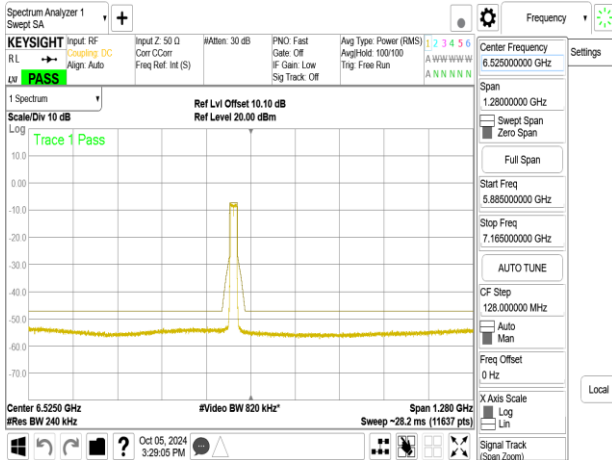 Spectrum Analyzer 1
Swept SA
+
Frequency
KEYSIGHT
RL
LXI
PASS
Input: RF
Coupling: DC
Align: Auto
Input Z: 50 Ω
Corr CCorr
Freq Ref: Int (S)
#Atten: 30 dB
PNO: Fast
Gate: Off
IF Gain: Low
Sig Track: Off
Avg Type: Power (RMS)
Avg|Hold: 100/100
Trig: Free Run
1 2 3 4 5 6
A W W W W W
A N N N N N
1 Spectrum
Scale/Div 10 dB
Ref Lvl Offset 10.10 dB
Ref Level 20.00 dBm
Log
Trace 1 Pass
10.0
0.00
-10.0
-20.0
-30.0
-40.0
-50.0
-60.0
-70.0
Center 6.5250 GHz
#Res BW 240 kHz
#Video BW 820 kHz*
Span 1.280 GHz
Sweep ~28.2 ms (11637 pts)
?
Oct 05, 2024
3:29:05 PM
Center Frequency
6.525000000 GHz
Span
1.28000000 GHz
Swept Span
Zero Span
Full Span
Start Freq
5.885000000 GHz
Stop Freq
7.165000000 GHz
AUTO TUNE
CF Step
128.000000 MHz
Auto
Man
Freq Offset
0 Hz
X Axis Scale
Log
Lin
Signal Track
(Span Zoom)
Settings
Local